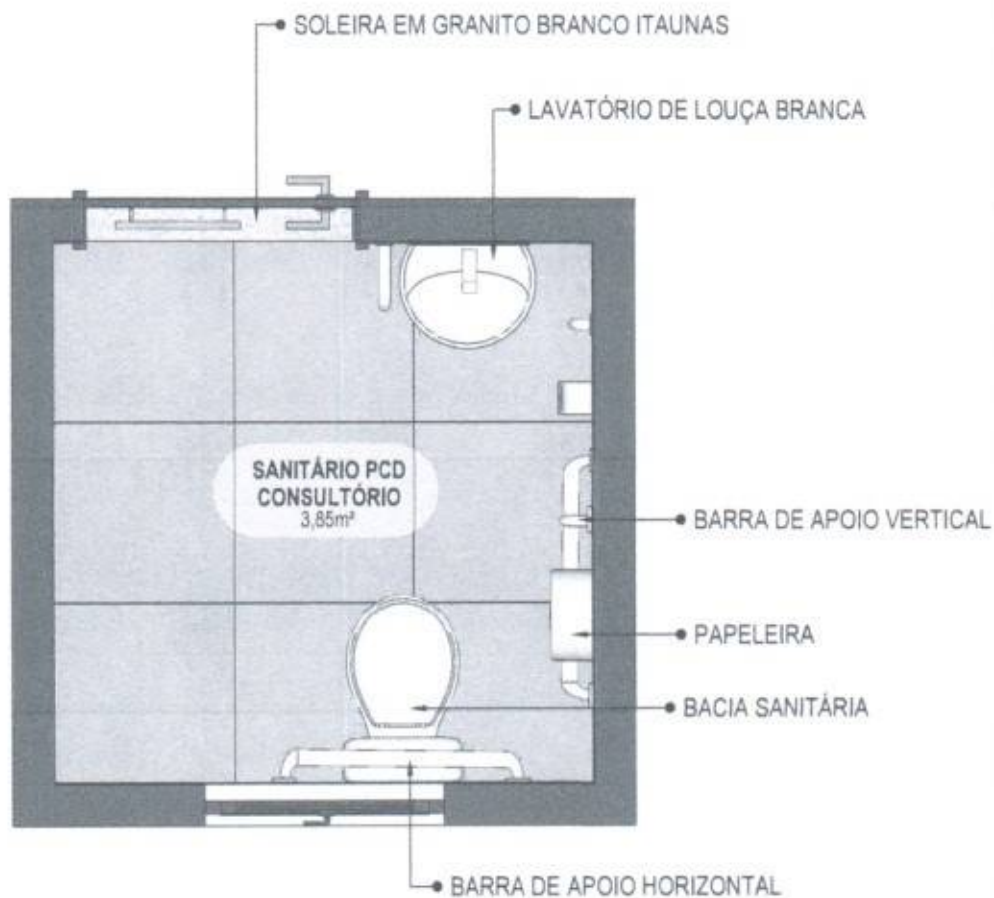 SOLEIRA EM GRANITO BRANCO ITAUNAS
LAVATÓRIO DE LOUÇA BRANCA
SANITÁRIO PCD
CONSULTÓRIO
3,85m²
BARRA DE APOIO VERTICAL
PAPELEIRA
BACIA SANITÁRIA
BARRA DE APOIO HORIZONTAL